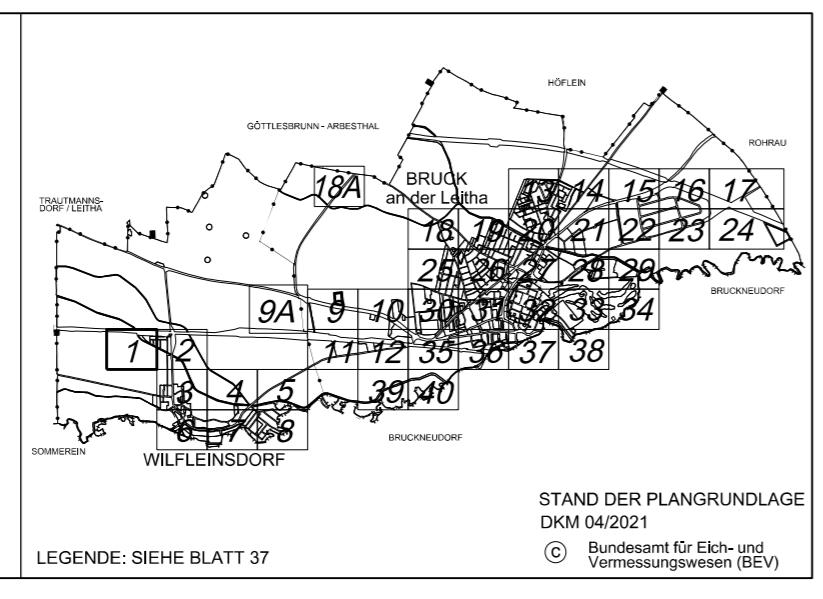 HÖFLEIN
GÖTTLESBRUNN - ARBESTHAL
ROHRAU
TRAUTMANNS-
DORF / LEITHA
BRUCK
an der Leitha
18A
13 14 15 16 17
18 19 20 21 22 23 24
25 26 27 28 29
BRUCKNEUDORF
9A 9 10 30 31 32 33 34
1 2 11 12 35 36 37 38
3 4 5 39 40
6 7 8
BRUCKNEUDORF
SOMMEREIN
WILFLEINSDORF
STAND DER PLANGRUNDLAGE
DKM 04/2021
LEGENDE: SIEHE BLATT 37
© Bundesamt für Eich- und
Vermessungswesen (BEV)